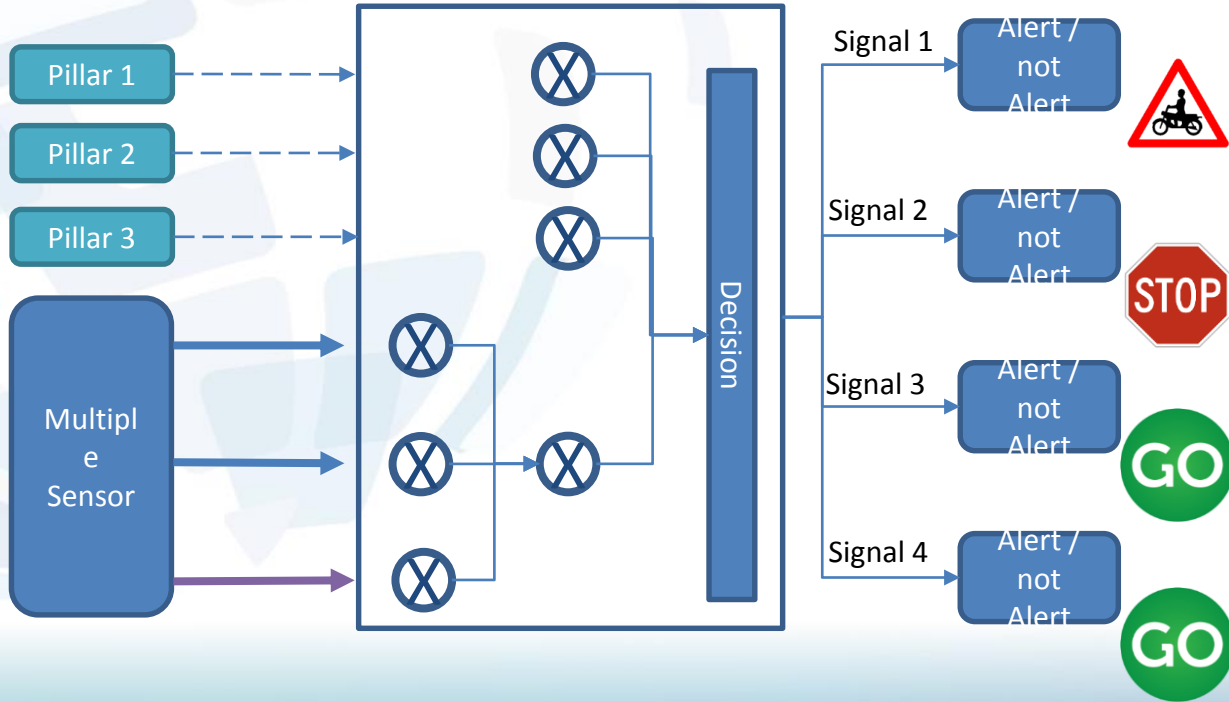 Pillar 1
Pillar 2
Pillar 3
Multipl
e
Sensor
Decision
Signal 1
Alert /
not
Alert
Signal 2
Alert /
not
Alert
STOP
Signal 3
Alert /
not
Alert
GO
Signal 4
Alert /
not
Alert
GO